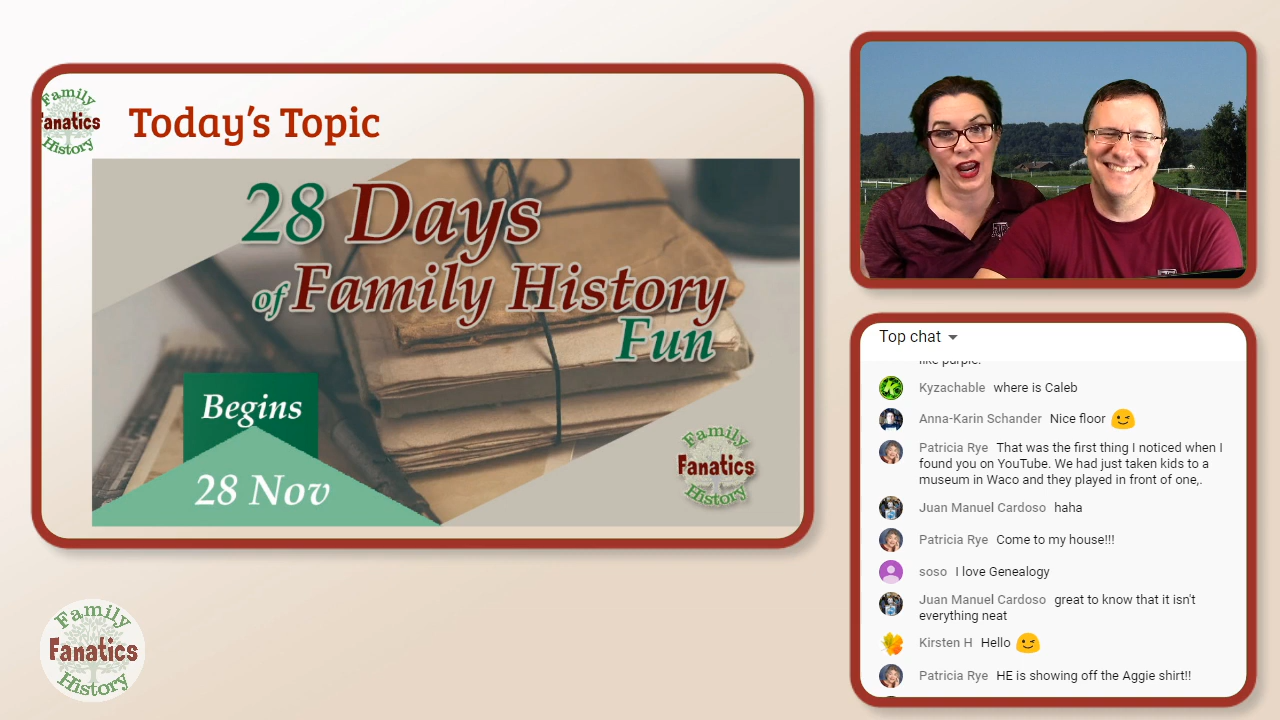 Family
Fanatics
History
Today's Topic
28 Days
of Family History
Fun
Begins
28 Nov
Family
Fanatics
History
Family
Fanatics
History
Top chat
like purple.
Kyzachable where is Caleb
Anna-Karin Schander Nice floor 😉
Patricia Rye That was the first thing I noticed when I
found you on YouTube. We had just taken kids to a
museum in Waco and they played in front of one,.
Juan Manuel Cardoso haha
Patricia Rye Come to my house!!!
soso I love Genealogy
Juan Manuel Cardoso great to know that it isn't
everything neat
Kirsten H Hello 😉
Patricia Rye HE is showing off the Aggie shirt!!